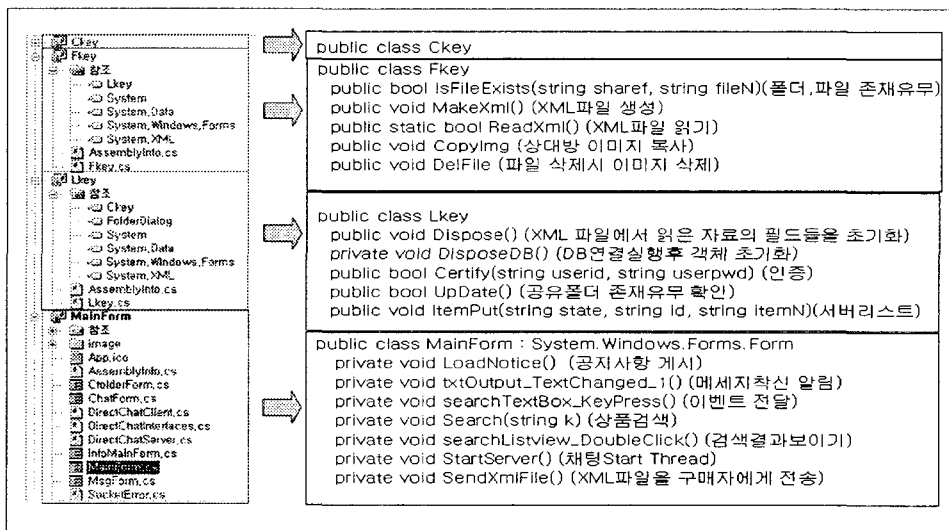 Ckey
Fkey
참조
Lkey
System
System.Data
System.Windows.Forms
System.XML
AssemblyInfo.cs
Fkey.cs
Lkey
참조
Ckey
FolderDialog
System
System.Data
System.Windows.Forms
System.XML
AssemblyInfo.cs
Lkey.cs
MainForm
참조
image
App.ico
AssemblyInfo.cs
CfolderForm.cs
ChatForm.cs
DirectChatClient.cs
DirectChatInterfaces.cs
DirectChatServer.cs
InfoMainForm.cs
MainForm.cs
MsgForm.cs
SocketError.cs
public class Ckey
public class Fkey
public bool IsFileExists(string sharef, string fileN)(폴더,파일 존재유무)
public void MakeXml() (XML파일 생성)
public static bool ReadXml() (XML파일 읽기)
public void CopyImg (상대방 이미지 복사)
public void DelFile (파일 삭제시 이미지 삭제)
public class Lkey
public void Dispose() (XML 파일에서 읽은 자료의 필드들을 초기화)
private void DisposeDB() (DB연결실행후 객체 초기화)
public bool Certify(string userid, string userpwd) (인증)
public bool UpDate() (공유폴더 존재유무 확인)
public void ItemPut(string state, string id, string itemN)(서버리스트)
public class MainForm : System.Windows.Forms.Form
private void LoadNotice() (공지사항 게시)
private void txtOutput_TextChanged_1() (메세지착신 알림)
private void searchTextBox_KeyPress() (이벤트 전달)
private void Search(string k) (상품검색)
private void searchListview_DoubleClick() (검색결과보이기)
private void StartServer() (채팅Start Thread)
private void SendXmlFile() (XML파일을 구매자에게 전송)